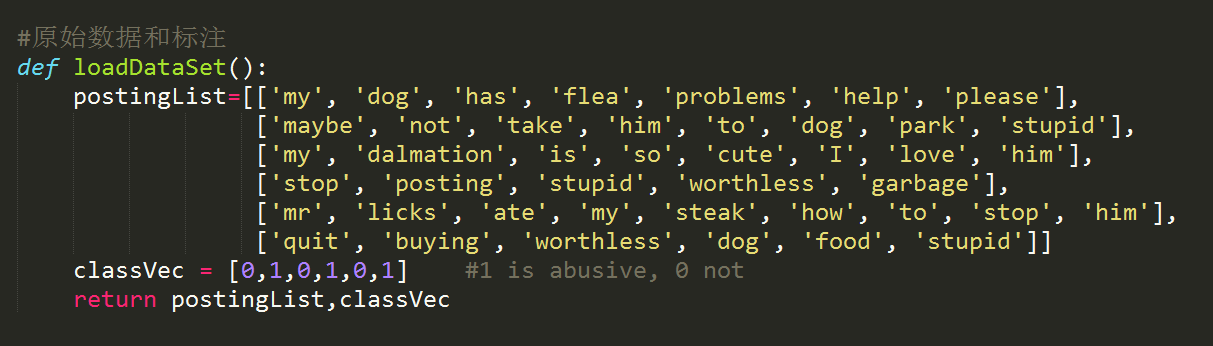 #原始数据和标注
def loadDataSet():
    postingList=[['my', 'dog', 'has', 'flea', 'problems', 'help', 'please'],
                 ['maybe', 'not', 'take', 'him', 'to', 'dog', 'park', 'stupid'],
                 ['my', 'dalmation', 'is', 'so', 'cute', 'I', 'love', 'him'],
                 ['stop', 'posting', 'stupid', 'worthless', 'garbage'],
                 ['mr', 'licks', 'ate', 'my', 'steak', 'how', 'to', 'stop', 'him'],
                 ['quit', 'buying', 'worthless', 'dog', 'food', 'stupid']]
    classVec = [0,1,0,1,0,1]    #1 is abusive, 0 not
    return postingList,classVec